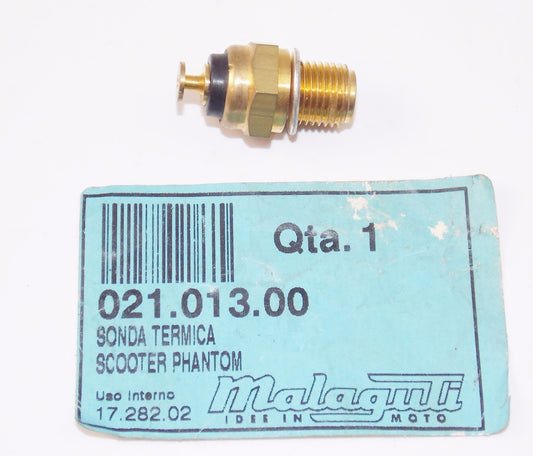 Qta. 1
021.013.00
SONDA TERMICA
SCOOTER PHANTOM
Uso Interno
17.282.02
Malaguti
IDEE IN MOTO